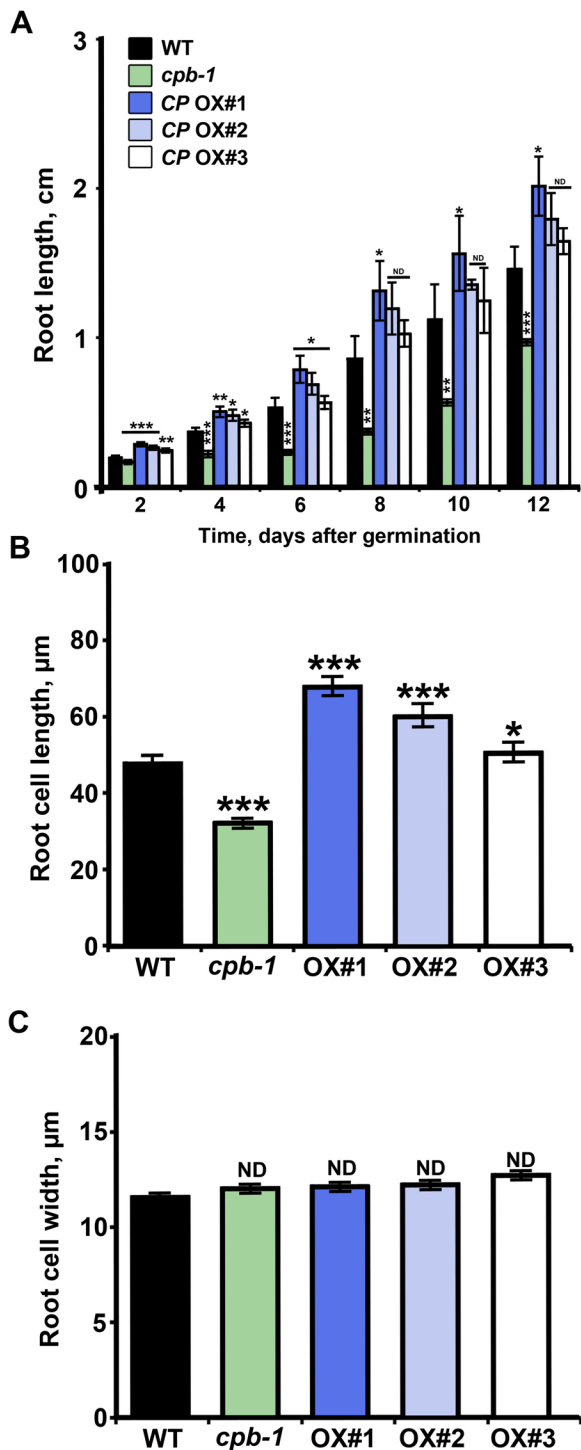 A
WT
cpb-1
CP OX#1
CP OX#2
CP OX#3
Root length, cm
3
2
1
0
*** **
*** ** * *
*** *
** * ND
** * ND
*** * ND
2 4 6 8 10 12
Time, days after germination
B
Root cell length, µm
100
80
60
40
20
0
*** *** *** *
WT cpb-1 OX#1 OX#2 OX#3
C
Root cell width, µm
20
15
10
5
0
ND ND ND ND
WT cpb-1 OX#1 OX#2 OX#3